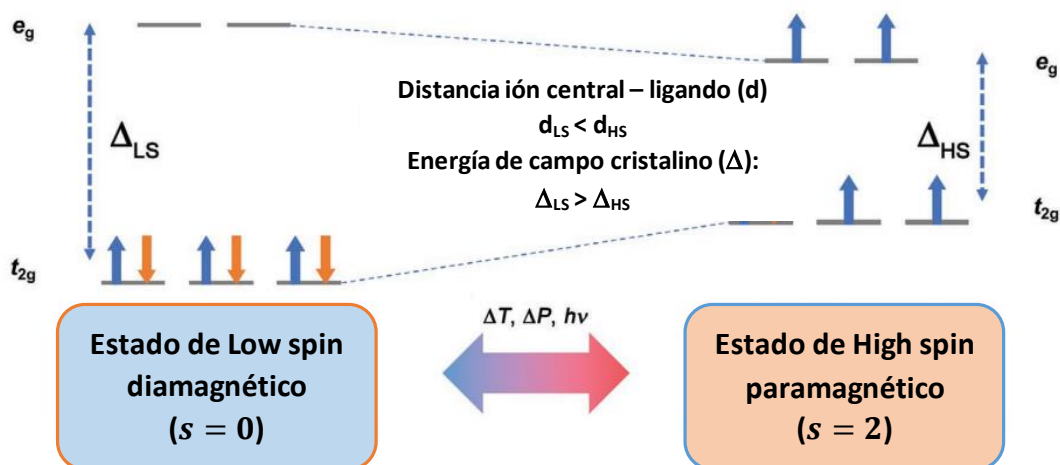 e_g
e_g
Distancia ión central – ligando (d)
d_LS < d_HS
Δ_LS
Energía de campo cristalino (Δ):
Δ_HS
Δ_LS > Δ_HS
t_2g
t_2g
ΔT, ΔP, hν
Estado de Low spin
diamagnético
(s = 0)
Estado de High spin
paramagnético
(s = 2)